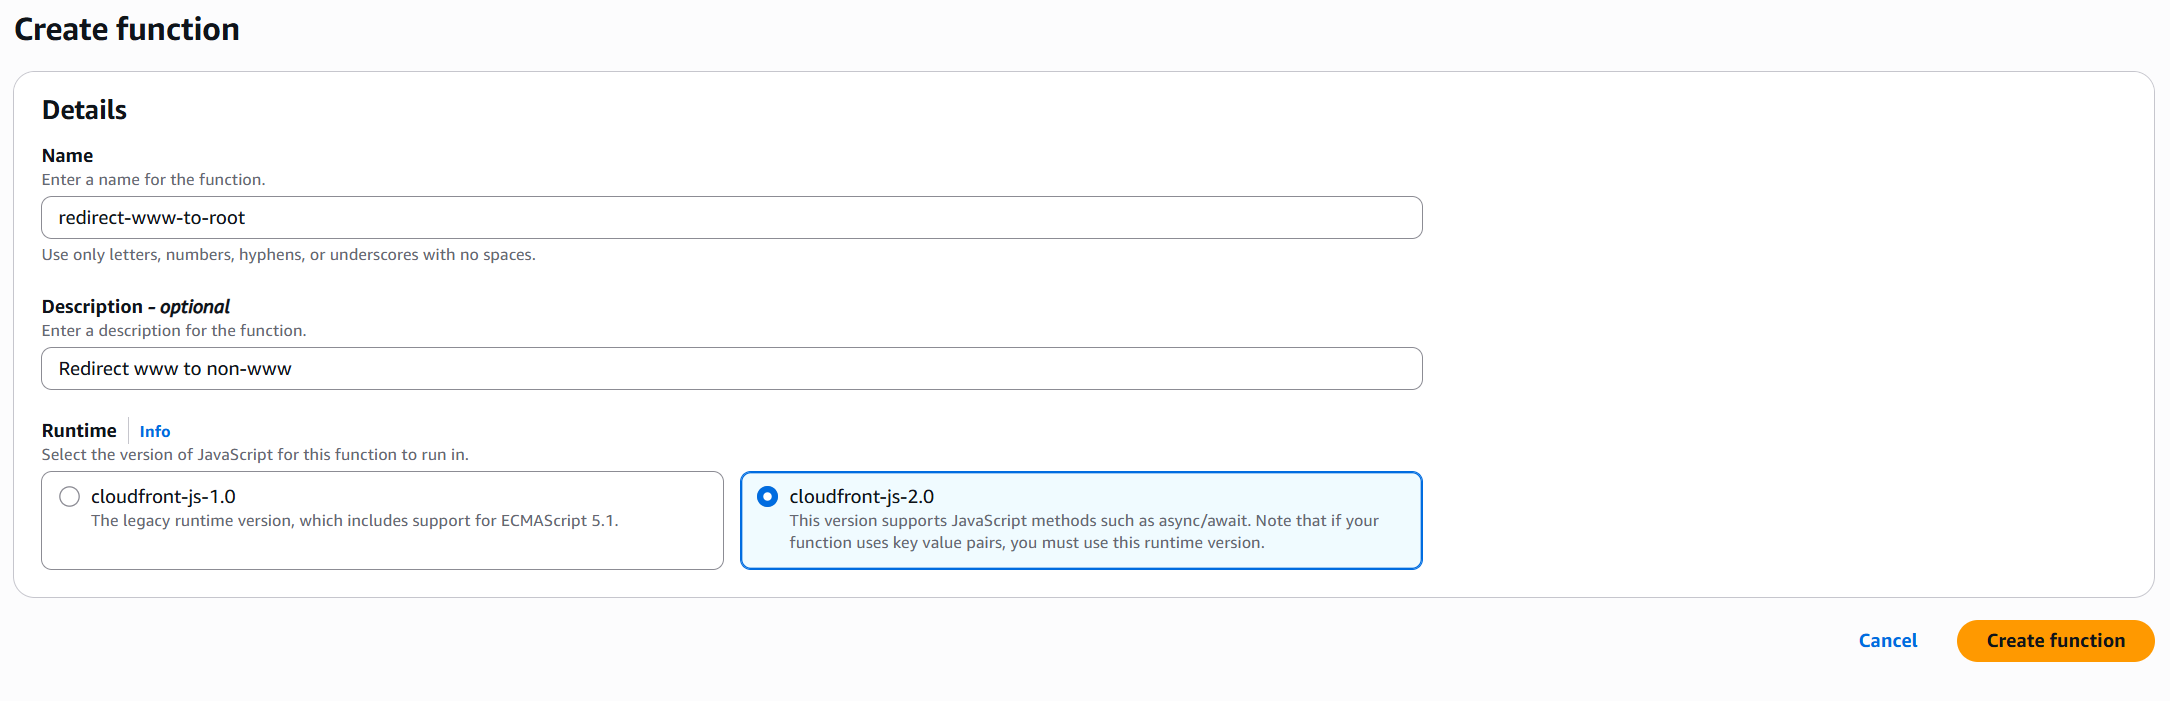 Create function
Details
Name
Enter a name for the function.
redirect-www-to-root
Use only letters, numbers, hyphens, or underscores with no spaces.
Description - optional
Enter a description for the function.
Redirect www to non-www
Runtime Info
Select the version of JavaScript for this function to run in.
cloudfront-js-1.0
The legacy runtime version, which includes support for ECMAScript 5.1.
cloudfront-js-2.0
This version supports JavaScript methods such as async/await. Note that if your
function uses key value pairs, you must use this runtime version.
Cancel
Create function